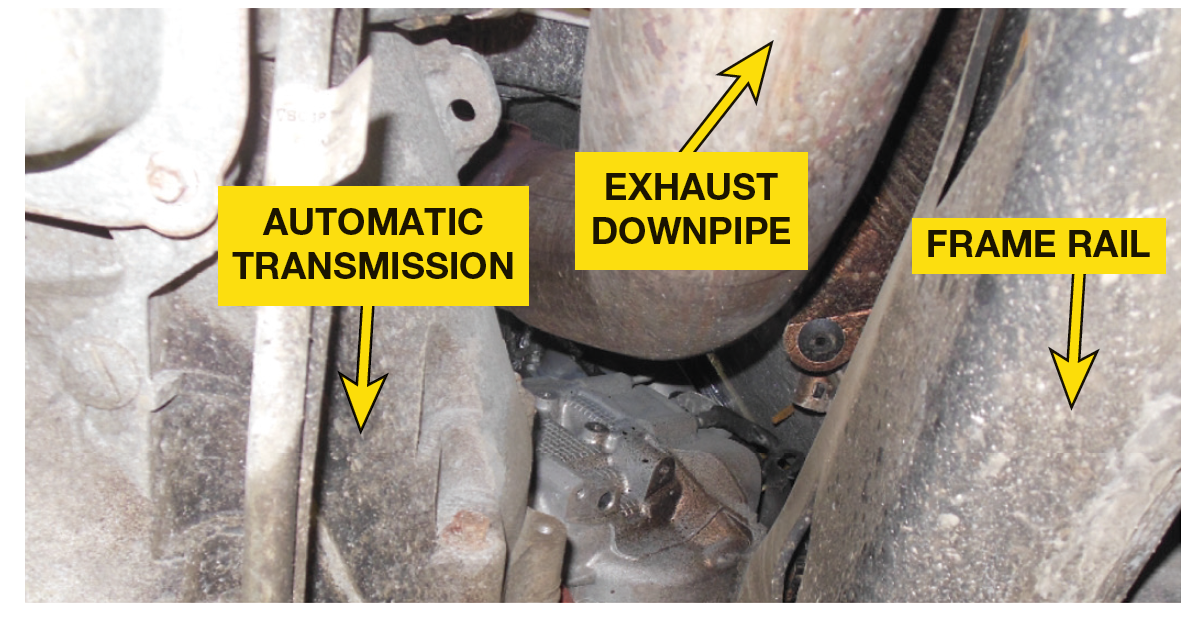 EXHAUST
DOWNPIPE
AUTOMATIC
TRANSMISSION
FRAME RAIL